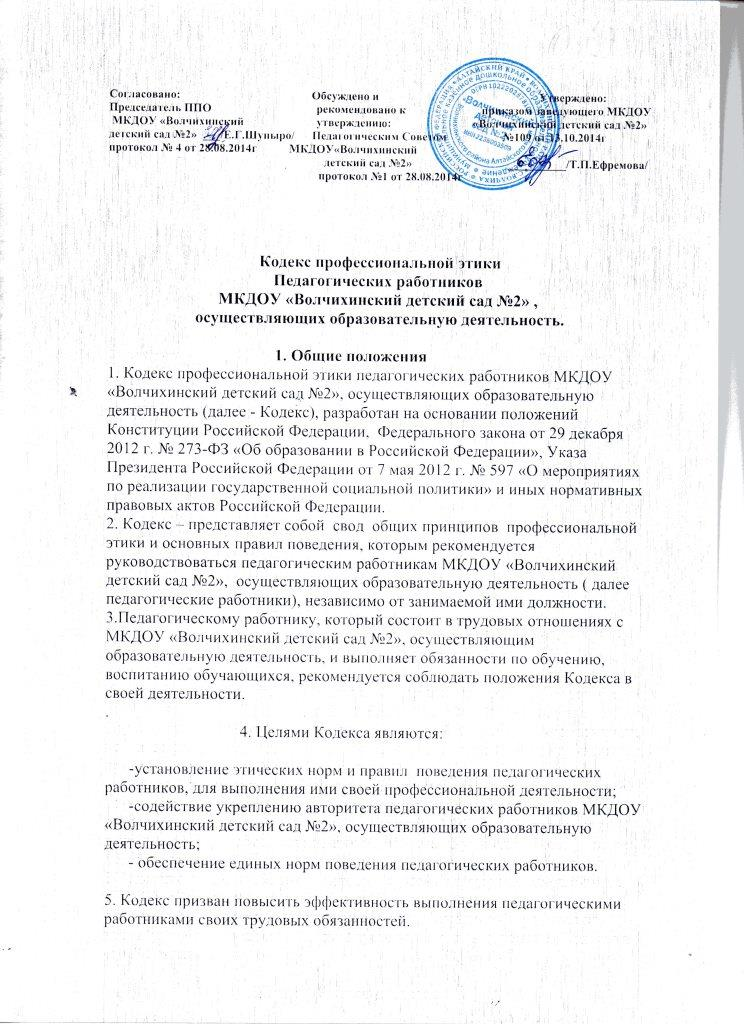 Согласовано:
Председатель ППО
МКДОУ «Волчихинский
детский сад №2» /Е.Г.Шупыро/
протокол № 4 от 28.08.2014г
Обсуждено и
рекомендовано к
утверждению:
Педагогическим Советом
МКДОУ«Волчихинский
детский сад №2»
протокол №1 от 28.08.2014г
Утверждено:
приказом заведующего МКДОУ
«Волчихинский детский сад №2»
№109 от 13.10.2014г
/Т.П.Ефремова/
Кодекс профессиональной этики
Педагогических работников
МКДОУ «Волчихинский детский сад №2» ,
осуществляющих образовательную деятельность.
1. Общие положения
1. Кодекс профессиональной этики педагогических работников МКДОУ
«Волчихинский детский сад №2», осуществляющих образовательную
деятельность (далее - Кодекс), разработан на основании положений
Конституции Российской Федерации, Федерального закона от 29 декабря
2012 г. № 273-ФЗ «Об образовании в Российской Федерации», Указа
Президента Российской Федерации от 7 мая 2012 г. № 597 «О мероприятиях
по реализации государственной социальной политики» и иных нормативных
правовых актов Российской Федерации.
2. Кодекс – представляет собой свод общих принципов профессиональной
этики и основных правил поведения, которым рекомендуется
руководствоваться педагогическим работникам МКДОУ «Волчихинский
детский сад №2», осуществляющих образовательную деятельность ( далее
педагогические работники), независимо от занимаемой ими должности.
3.Педагогическому работнику, который состоит в трудовых отношениях с
МКДОУ «Волчихинский детский сад №2», осуществляющим
образовательную деятельность, и выполняет обязанности по обучению,
воспитанию обучающихся, рекомендуется соблюдать положения Кодекса в
своей деятельности.
4. Целями Кодекса являются:
-установление этических норм и правил поведения педагогических
работников, для выполнения ими своей профессиональной деятельности;
-содействие укреплению авторитета педагогических работников МКДОУ
«Волчихинский детский сад №2», осуществляющих образовательную
деятельность;
- обеспечение единых норм поведения педагогических работников.
5. Кодекс призван повысить эффективность выполнения педагогическими
работниками своих трудовых обязанностей.